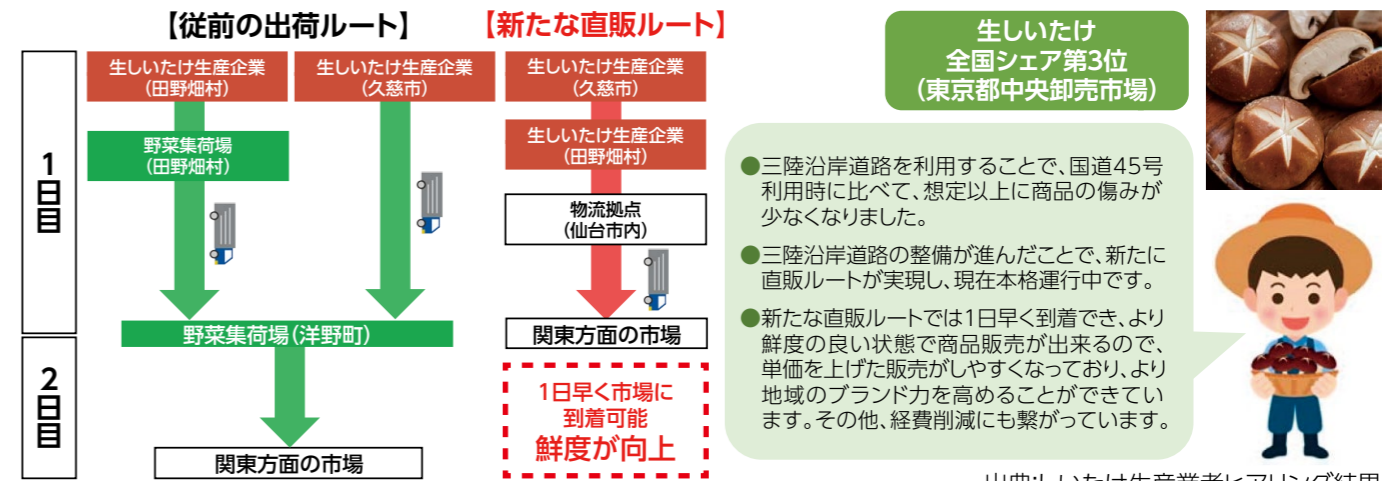 【従前の出荷ルート】
【新たな直販ルート】
1日目
2日目
生しいたけ生産企業
(田野畑村)
生しいたけ生産企業
(久慈市)
野菜集荷場
(田野畑村)
野菜集荷場(洋野町)
関東方面の市場
生しいたけ生産企業
(久慈市)
生しいたけ生産企業
(田野畑村)
物流拠点
(仙台市内)
関東方面の市場
1日早く市場に
到着可能
鮮度が向上
生しいたけ
全国シェア第3位
(東京都中央卸売市場)
●三陸沿岸道路を利用することで、国道45号
利用時に比べて、想定以上に商品の傷みが
少なくなりました。
●三陸沿岸道路の整備が進んだことで、新たに
直販ルートが実現し、現在本格運行中です。
●新たな直販ルートでは1日早く到着でき、より
鮮度の良い状態で商品販売が出来るので、
単価を上げた販売がしやすくなっており、より
地域のブランド力を高めることができてい
ます。その他、経費削減にも繋がっています。
出典:しいたけ生産業者ヒアリング結果